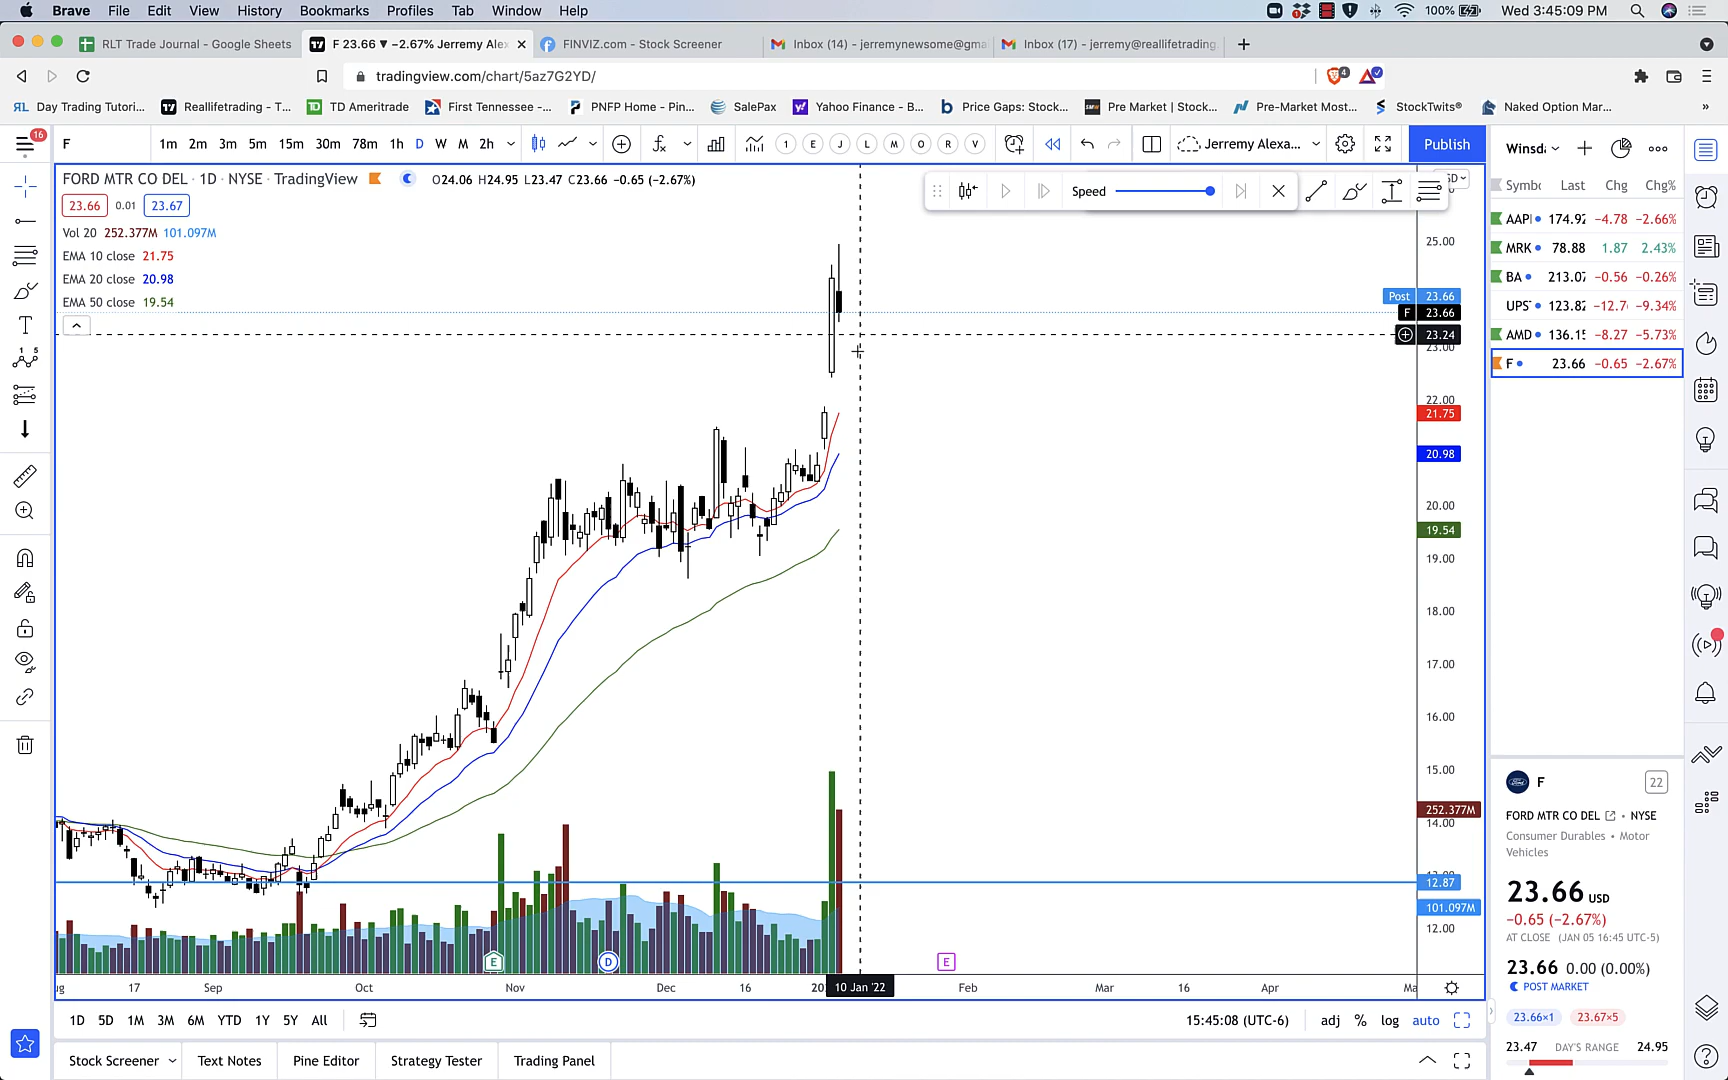 Brave File Edit View History Bookmarks Profiles Tab Window Help 100% Wed 3:45:09 PM
RLT Trade Journal - Google Sheets F 23.66 ▼ −2.67% Jerremy Alex FINVIZ.com - Stock Screener Inbox (14) - jerremynewsome@gma Inbox (17) - jerremy@reallifetrading.
tradingview.com/chart/5az7G2YD/
RL Day Trading Tutori... Reallifetrading - T... TD Ameritrade First Tennessee -... PNFP Home - Pin... SalePax Yahoo Finance - B... Price Gaps: Stock... Pre Market | Stock... Pre-Market Most... StockTwits® Naked Option Mar... »
16 F 1m 2m 3m 5m 15m 30m 78m 1h D W M 2h 1 E J L M O R V Jerremy Alexa... Publish Winsda
FORD MTR CO DEL · 1D · NYSE · TradingView O24.06 H24.95 L23.47 C23.66 −0.65 (−2.67%)
Speed
Last Chg Chg%
23.66 0.01 23.67
Vol 20 252.377M 101.097M
EMA 10 close 21.75
EMA 20 close 20.98
EMA 50 close 19.54
AAPL 174.92 −4.78 −2.66%
MRK 78.88 1.87 2.43%
BA 213.07 −0.56 −0.26%
UPS 123.82 −12.7 −9.34%
AMD 136.15 −8.27 −5.73%
F 23.66 −0.65 −2.67%
25.00
Post 23.66
F 23.66
23.24
23.00
22.00
21.75
20.98
20.00
19.54
19.00
18.00
17.00
16.00
15.00
252.377M
14.00
12.87
101.097M
12.00
E D E
17 Sep Oct Nov Dec 16 20 10 Jan '22 Feb Mar 16 Apr
F 22
FORD MTR CO DEL • NYSE
Consumer Durables • Motor
Vehicles
23.66 USD
−0.65 (−2.67%)
AT CLOSE (JAN 05 16:45 UTC-5)
23.66 0.00 (0.00%)
POST MARKET
23.66×1 23.67×5
23.47 DAY'S RANGE 24.95
1D 5D 1M 3M 6M YTD 1Y 5Y All 15:45:08 (UTC-6) adj % log auto
Stock Screener Text Notes Pine Editor Strategy Tester Trading Panel